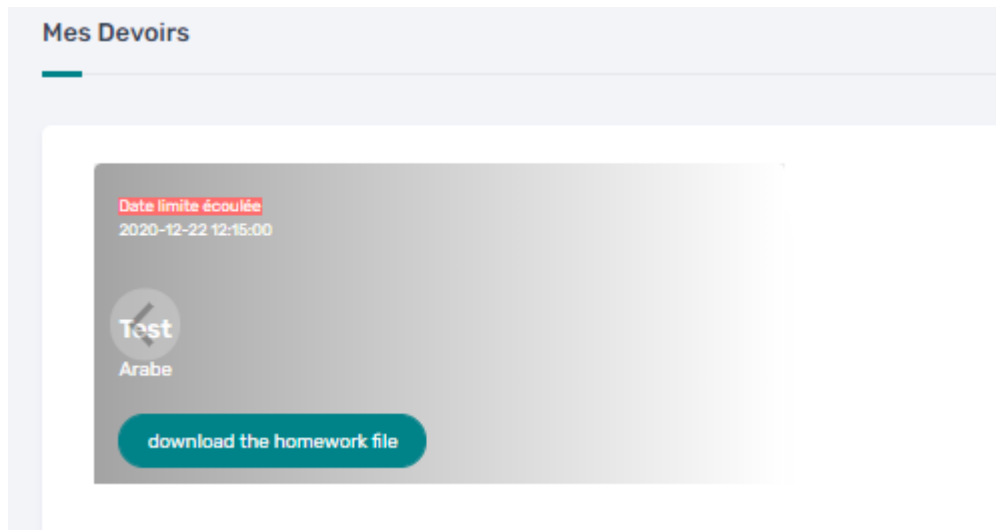 Mes Devoirs
Date limite écoulée
2020-12-22 12:15:00
Test
Arabe
download the homework file